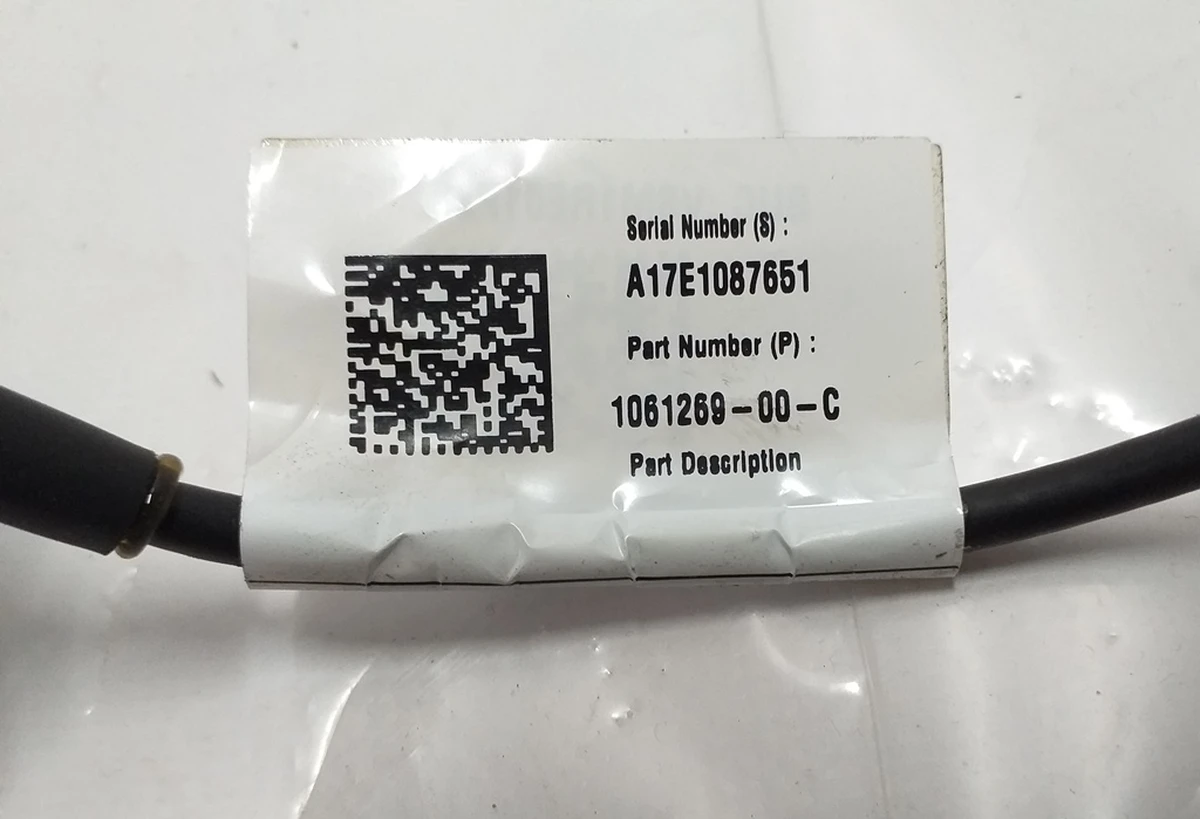 Serial Number (S) :
A17E1087651
Part Number (P) :
1061269-00-C
Part Description